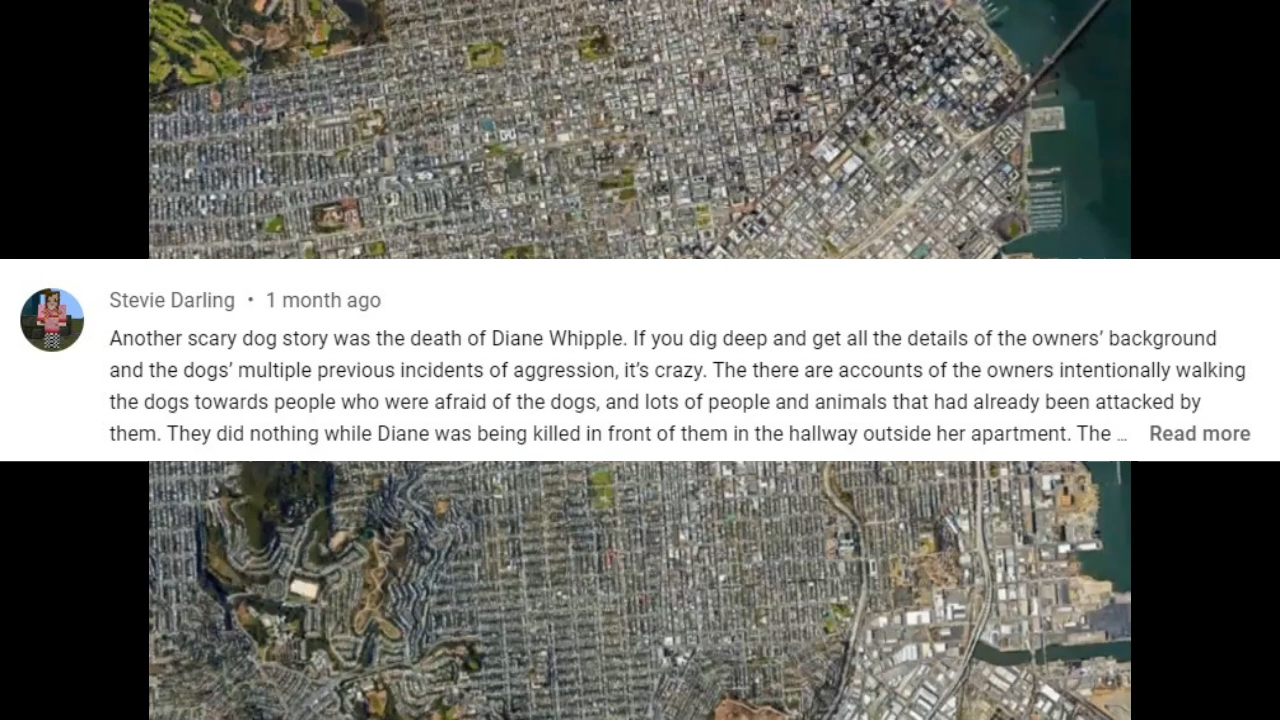 Stevie Darling • 1 month ago
Another scary dog story was the death of Diane Whipple. If you dig deep and get all the details of the owners’ background
and the dogs’ multiple previous incidents of aggression, it’s crazy. The there are accounts of the owners intentionally walking
the dogs towards people who were afraid of the dogs, and lots of people and animals that had already been attacked by
them. They did nothing while Diane was being killed in front of them in the hallway outside her apartment. The ... Read more